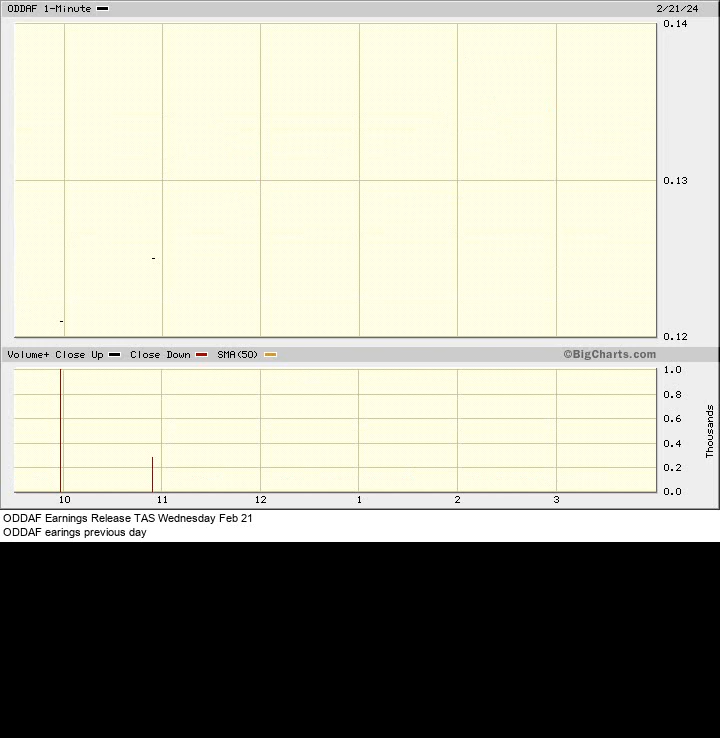 ODDAF 1-Minute 2/21/24
0.14
0.13
0.12
Volume+ Close Up Close Down SMA(50) ©BigCharts.com
1.0
0.8
0.6
0.4
0.2
0.0
Thousands
10 11 12 1 2 3
ODDAF Earnings Release TAS Wednesday Feb 21
ODDAF earings previous day